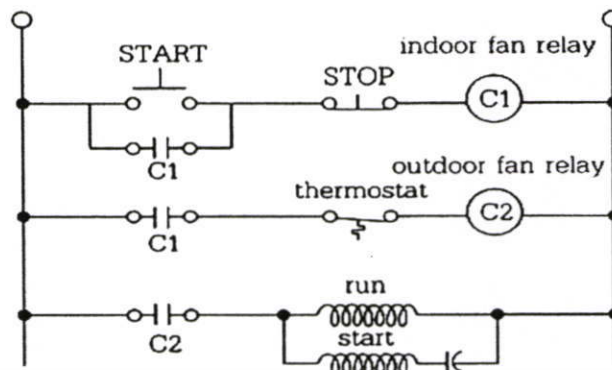 indoor fan relay
START
STOP
C1
C1
outdoor fan relay
thermostat
C2
C1
run
C2
start